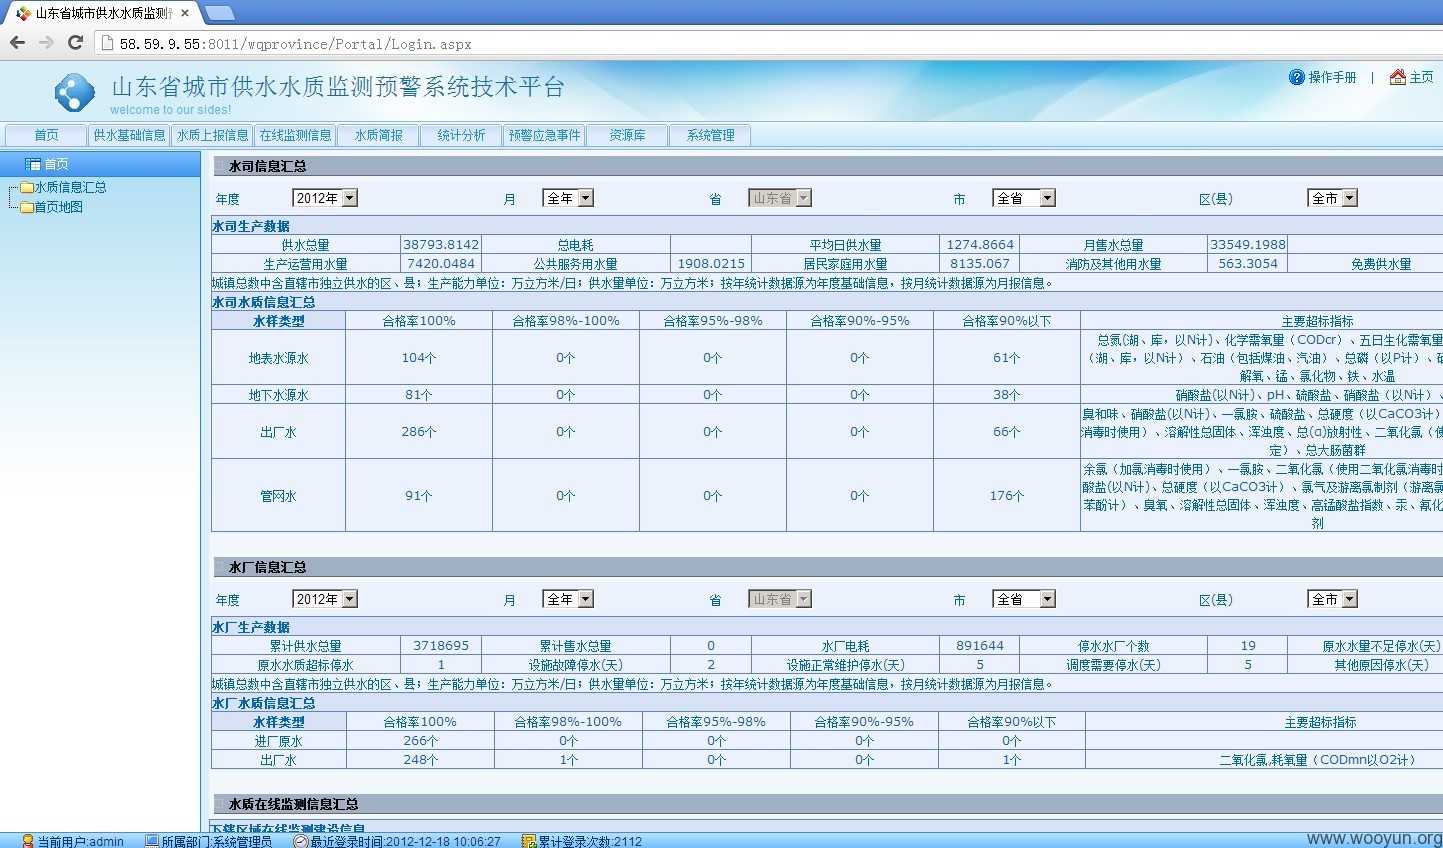 山东省城市供水水质监测
58.59.9.55:8011/wqprovince/Portal/Login.aspx
山东省城市供水水质监测预警系统技术平台
welcome to our sides!
操作手册 | 主页
首页 供水基础信息 水质上报信息 在线监测信息 水质简报 统计分析 预警应急事件 资源库 系统管理
首页
水质信息汇总
首页地图
水司信息汇总
年度 2012年 月 全年 省 山东省 市 全省 区(县) 全市
水司生产数据
供水总量 38793.8142 总电耗 平均日供水量 1274.8664 月售水总量 33549.1988
生产运营用水量 7420.0484 公共服务用水量 1908.0215 居民家庭用水量 8135.067 消防及其他用水量 563.3054 免费供水量
城镇总数中含直辖市独立供水的区、县；生产能力单位：万立方米/日；供水量单位：万立方米；按年统计数据源为年度基础信息，按月统计数据源为月报信息。
水司水质信息汇总
水样类型 合格率100% 合格率98%-100% 合格率95%-98% 合格率90%-95% 合格率90%以下 主要超标指标
地表水源水 104个 0个 0个 0个 61个 总氮(湖、库，以N计)、化学需氧量（CODcr）、五日生化需氧量
（湖、库，以N计）、石油（包括煤油、汽油）、总磷（以P计）、
解氧、锰、氯化物、铁、水温
地下水源水 81个 0个 0个 0个 38个 硝酸盐(以N计)、pH、硫酸盐、硝酸盐（以N计）、
出厂水 286个 0个 0个 0个 66个 臭和味、硝酸盐(以N计)、一氯胺、硫酸盐、总硬度（以CaCO3计）
消毒时使用）、溶解性总固体、浑浊度、总(α)放射性、二氧化氯（使
定）、总大肠菌群
管网水 91个 0个 0个 0个 176个 余氯（加氯消毒时使用）、一氯胺、二氧化氯（使用二氧化氯消毒时
酸盐(以N计)、总硬度（以CaCO3计）、氯气及游离氯制剂（游离氯
苯酚计）、臭氧、溶解性总固体、浑浊度、高锰酸盐指数、汞、氰化
剂
水厂信息汇总
年度 2012年 月 全年 省 山东省 市 全省 区(县) 全市
水厂生产数据
累计供水总量 3718695 累计售水总量 0 水厂电耗 891644 停水水厂个数 19 原水水量不足停水(天)
原水水质超标停水 1 设施故障停水(天) 2 设施正常维护停水(天) 5 调度需要停水(天) 5 其他原因停水(天)
城镇总数中含直辖市独立供水的区、县；生产能力单位：万立方米/日；供水量单位：万立方米；按年统计数据源为年度基础信息，按月统计数据源为月报信息。
水厂水质信息汇总
水样类型 合格率100% 合格率98%-100% 合格率95%-98% 合格率90%-95% 合格率90%以下 主要超标指标
进厂原水 266个 0个 0个 0个 0个
出厂水 248个 1个 0个 0个 1个 二氧化氯,耗氧量（CODmn以O2计）
水质在线监测信息汇总
下辖区域在线监测建设信息
当前用户:admin 所属部门:系统管理员 最近登录时间:2012-12-18 10:06:27 累计登录次数:2112
www.wooyun.org